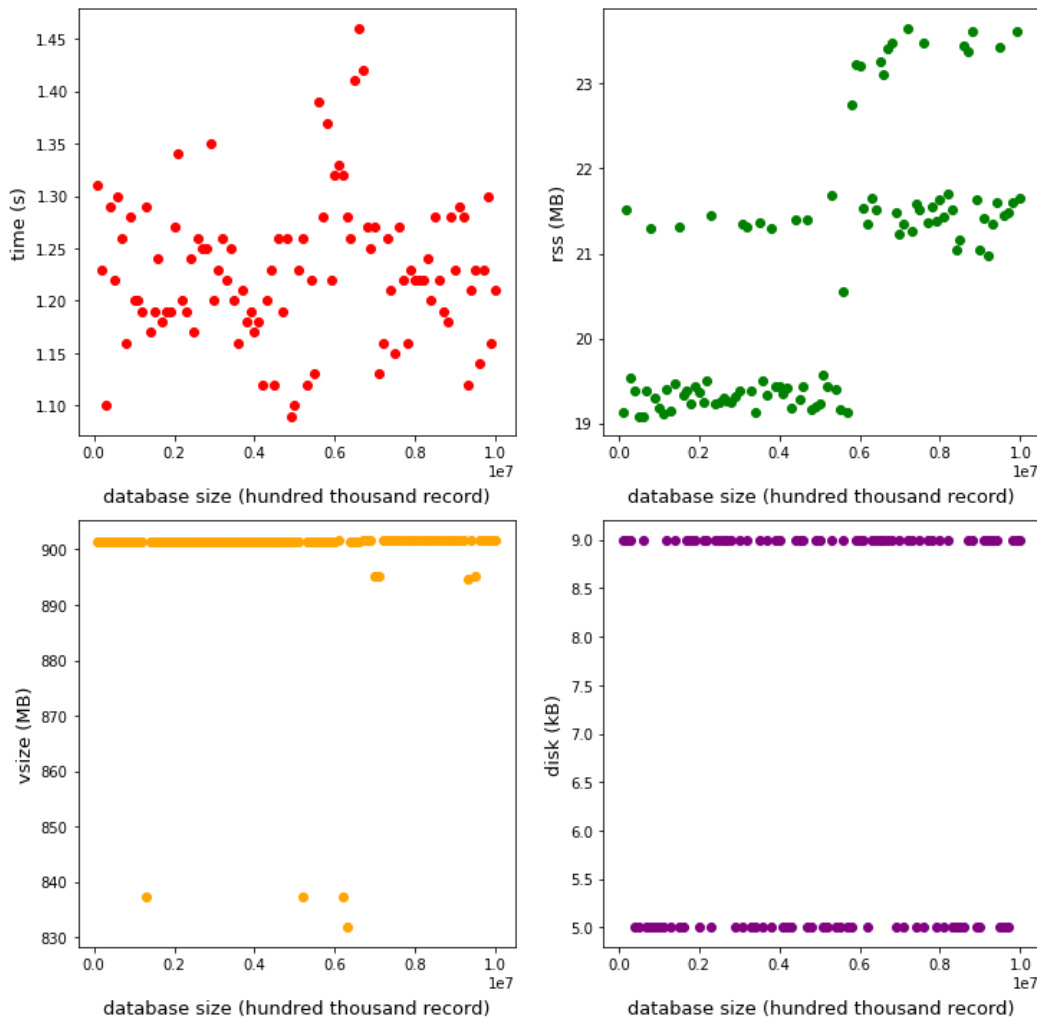 1.45
1.40
1.35
1.30
1.25
1.20
1.15
1.10
time (s)
0.0 0.2 0.4 0.6 0.8 1.0
1e7
database size (hundred thousand record)
23
22
21
20
19
rss (MB)
0.0 0.2 0.4 0.6 0.8 1.0
1e7
database size (hundred thousand record)
900
890
880
870
860
850
840
830
vsize (MB)
0.0 0.2 0.4 0.6 0.8 1.0
1e7
database size (hundred thousand record)
9.0
8.5
8.0
7.5
7.0
6.5
6.0
5.5
5.0
disk (kB)
0.0 0.2 0.4 0.6 0.8 1.0
1e7
database size (hundred thousand record)